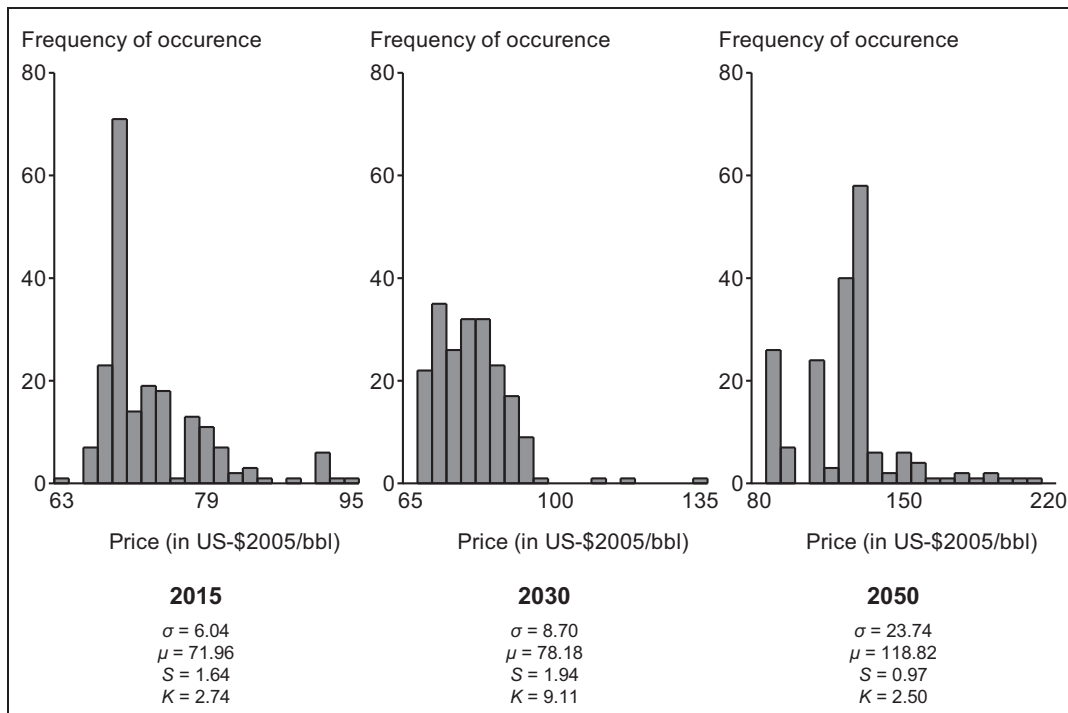 Frequency of occurence
80
60
40
20
0
63 79 95
Price (in US-$2005/bbl)
2015
σ = 6.04
μ = 71.96
S = 1.64
K = 2.74
Frequency of occurence
80
60
40
20
0
65 100 135
Price (in US-$2005/bbl)
2030
σ = 8.70
μ = 78.18
S = 1.94
K = 9.11
Frequency of occurence
80
60
40
20
0
80 150 220
Price (in US-$2005/bbl)
2050
σ = 23.74
μ = 118.82
S = 0.97
K = 2.50